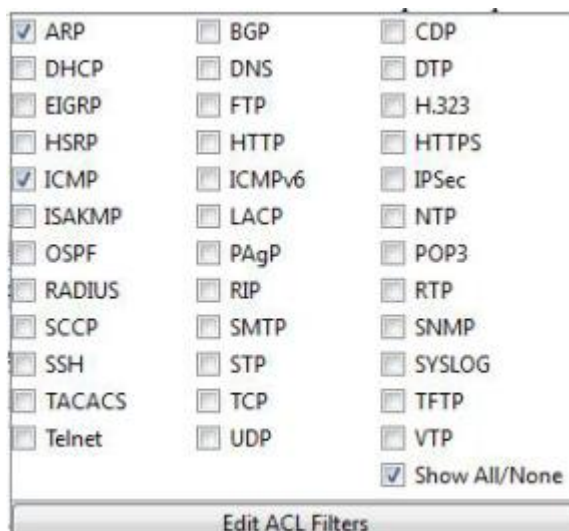 ARP BGP CDP
DHCP DNS DTP
EIGRP FTP H.323
HSRP HTTP HTTPS
ICMP ICMPv6 IPSec
ISAKMP LACP NTP
OSPF PAgP POP3
RADIUS RIP RTP
SCCP SMTP SNMP
SSH STP SYSLOG
TACACS TCP TFTP
Telnet UDP VTP
Show All/None
Edit ACL Filters